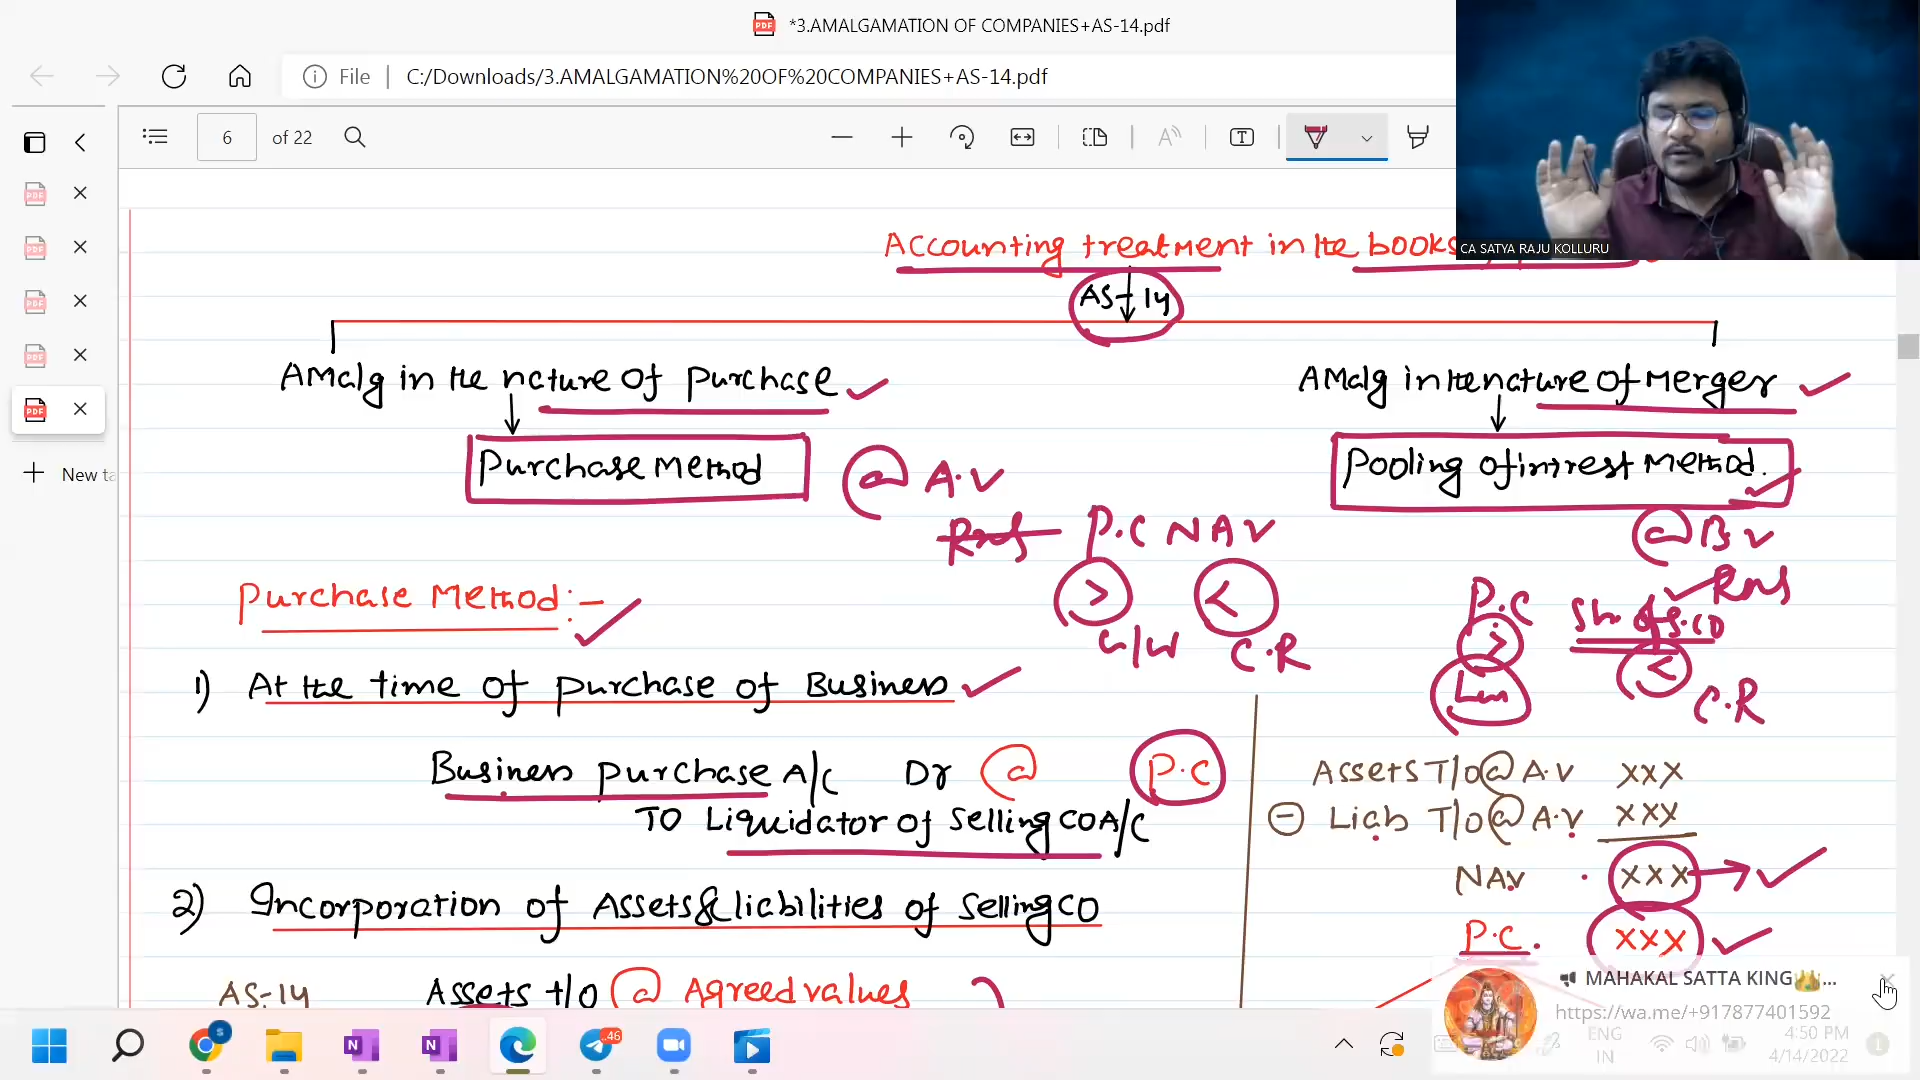 *3.AMALGAMATION OF COMPANIES+AS-14.pdf
File | C:/Downloads/3.AMALGAMATION%20OF%20COMPANIES+AS-14.pdf
6 of 22
CA SATYA RAJU KOLLURU
New ta
Accounting treatment in the books
AS-14
Amalg in the nature of purchase
Amalg in the nature of Merger
Purchase Method
@ A.V
Pooling of intrest Method.
@ B.V
P.C NAV
> <
G/W C.R
P.C Sh. of S.CO
> <
C.R
Purchase Method:-
1) At the time of purchase of Business
Business purchase A/C Dr @ P.C
TO Liquidator of selling CO A/C
Assets T/O @ A.V XXX
- Liab T/O @ A.V XXX
NAV XXX
P.C. XXX
2) Incorporation of Assets & liabilities of selling CO
AS-14 Assets t/o @ Agreed values
MAHAKAL SATTA KING👑...
https://wa.me/+917877401592
46
ENG
IN
4:50 PM
4/14/2022